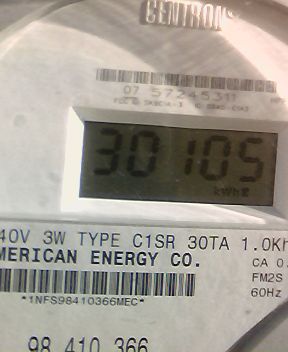 CENTRON
07 57245311
30105
kWh
40V 3W TYPE C1SR 30TA 1.0Kh
MERICAN ENERGY CO.
CA 0.
FM2S
60Hz
*1NFS98410366MEC*
98 410 366